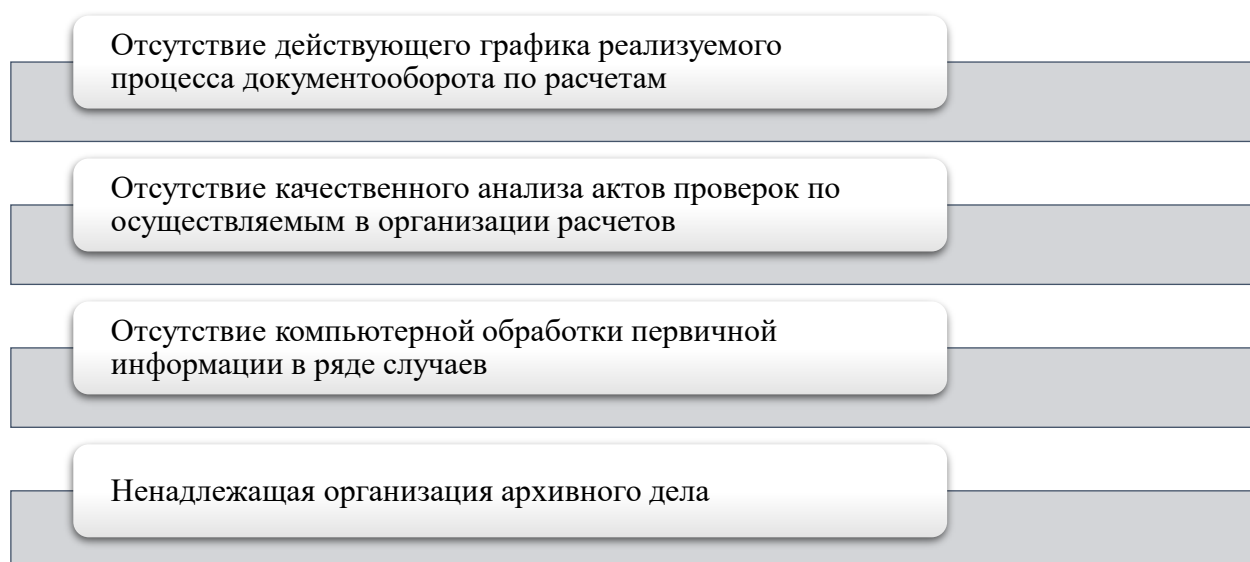 Отсутствие действующего графика реализуемого
процесса документооборота по расчетам
Отсутствие качественного анализа актов проверок по
осуществляемым в организации расчетов
Отсутствие компьютерной обработки первичной
информации в ряде случаев
Ненадлежащая организация архивного дела